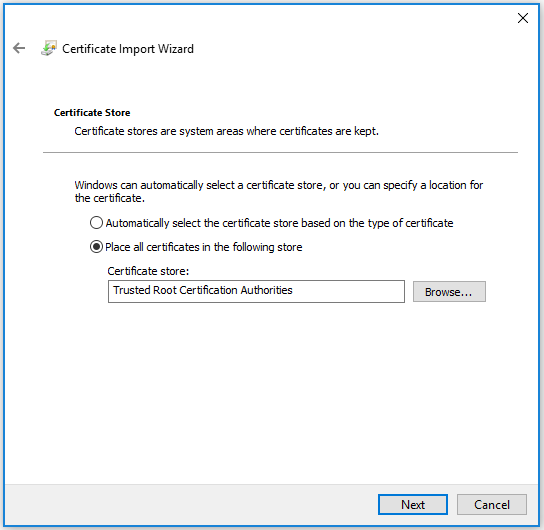 Certificate Import Wizard
Certificate Store
Certificate stores are system areas where certificates are kept.
Windows can automatically select a certificate store, or you can specify a location for
the certificate.
Automatically select the certificate store based on the type of certificate
Place all certificates in the following store
Certificate store:
Trusted Root Certification Authorities
Browse...
Next
Cancel